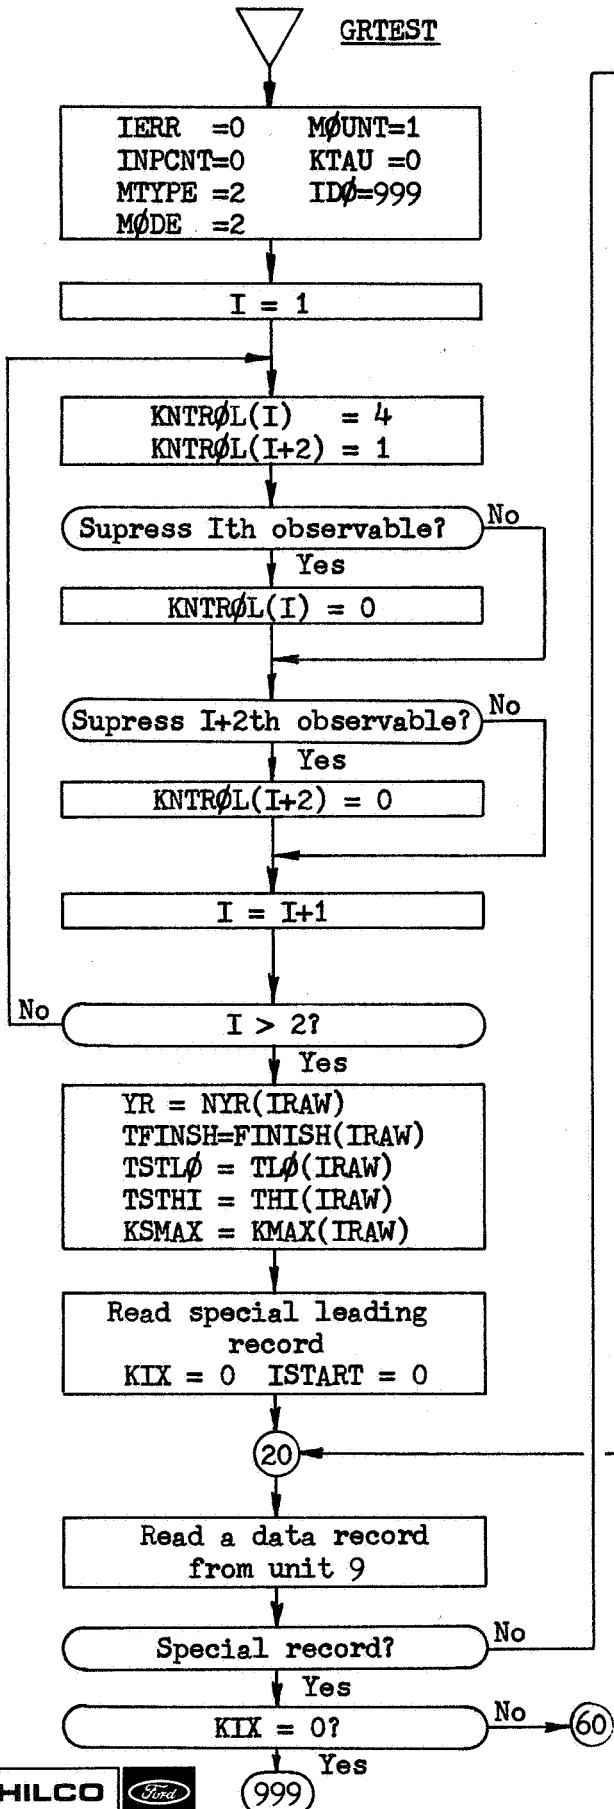 GRTEST
IERR =0 MØUNT=1
INPCNT=0 KTAU =0
MTYPE =2 IDØ=999
MØDE =2
I = 1
KNTRØL(I) = 4
KNTRØL(I+2) = 1
Supress Ith observable?
No
Yes
KNTRØL(I) = 0
Supress I+2th observable?
No
Yes
KNTRØL(I+2) = 0
I = I+1
No
I > 2?
Yes
YR = NYR(IRAW)
TFINSH=FINISH(IRAW)
TSTLØ = TLØ(IRAW)
TSTHI = THI(IRAW)
KSMAX = KMAX(IRAW)
Read special leading
record
KIX = 0 ISTART = 0
20
Read a data record
from unit 9
Special record?
No
Yes
KIX = 0?
No
60
Yes
HILCO Ford
999